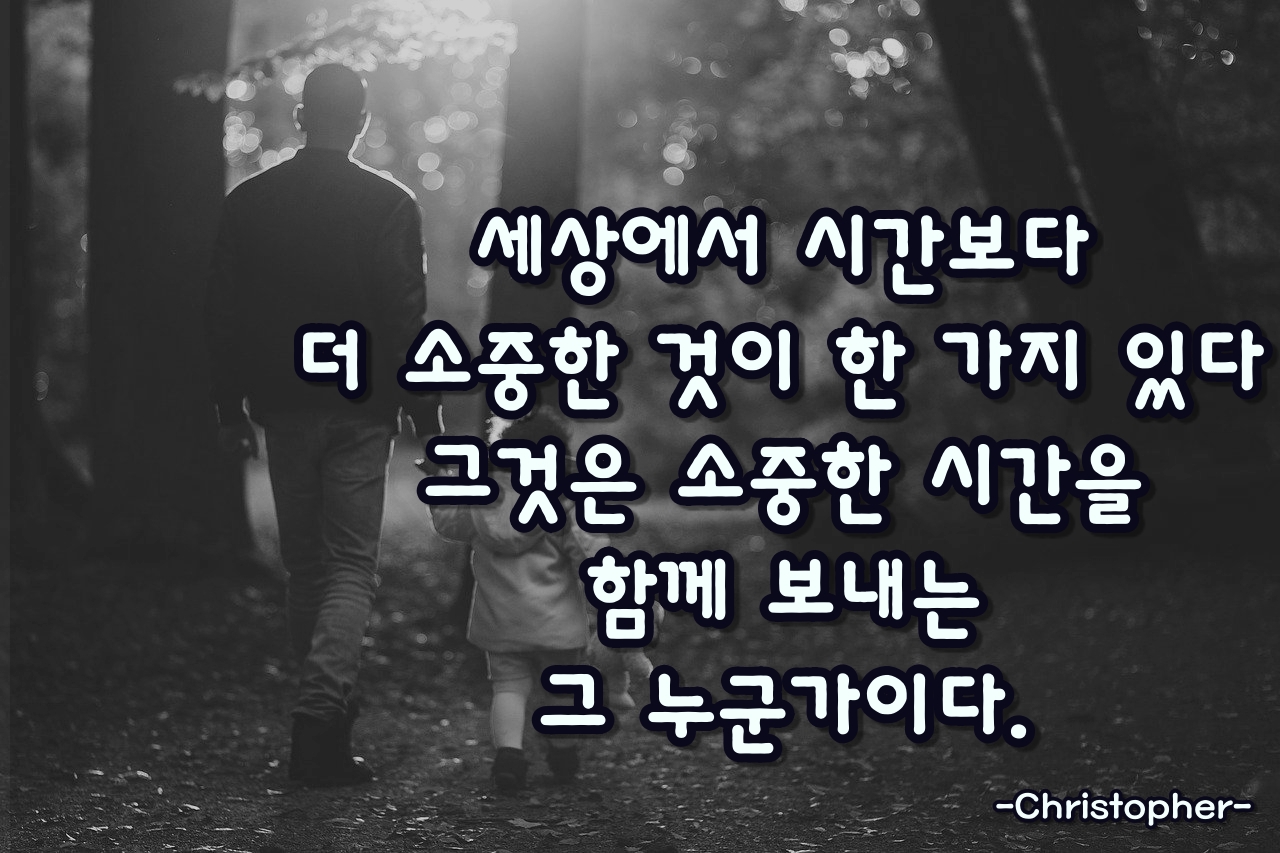 세상에서 시간보다
더 소중한 것이 한 가지 있다
그것은 소중한 시간을
함께 보내는
그 누군가이다.
-Christopher-